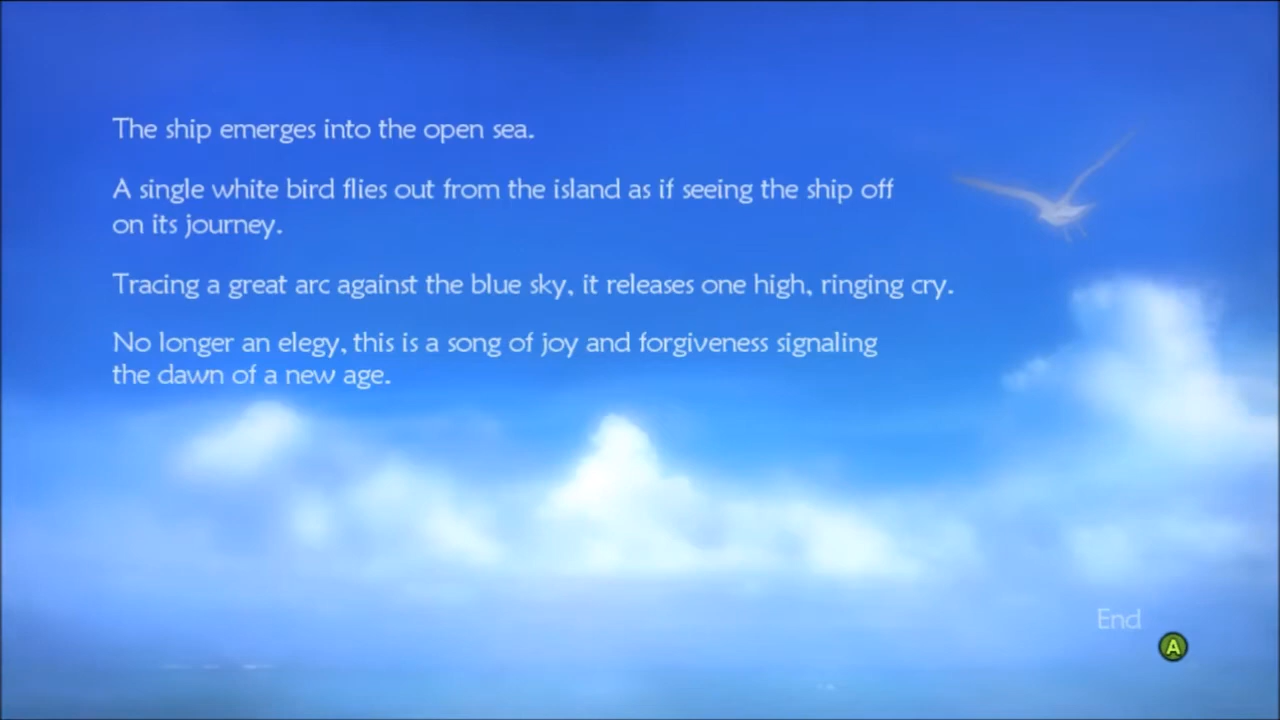 The ship emerges into the open sea.
A single white bird flies out from the island as if seeing the ship off
on its journey.
Tracing a great arc against the blue sky, it releases one high, ringing cry.
No longer an elegy, this is a song of joy and forgiveness signaling
the dawn of a new age.
End
A